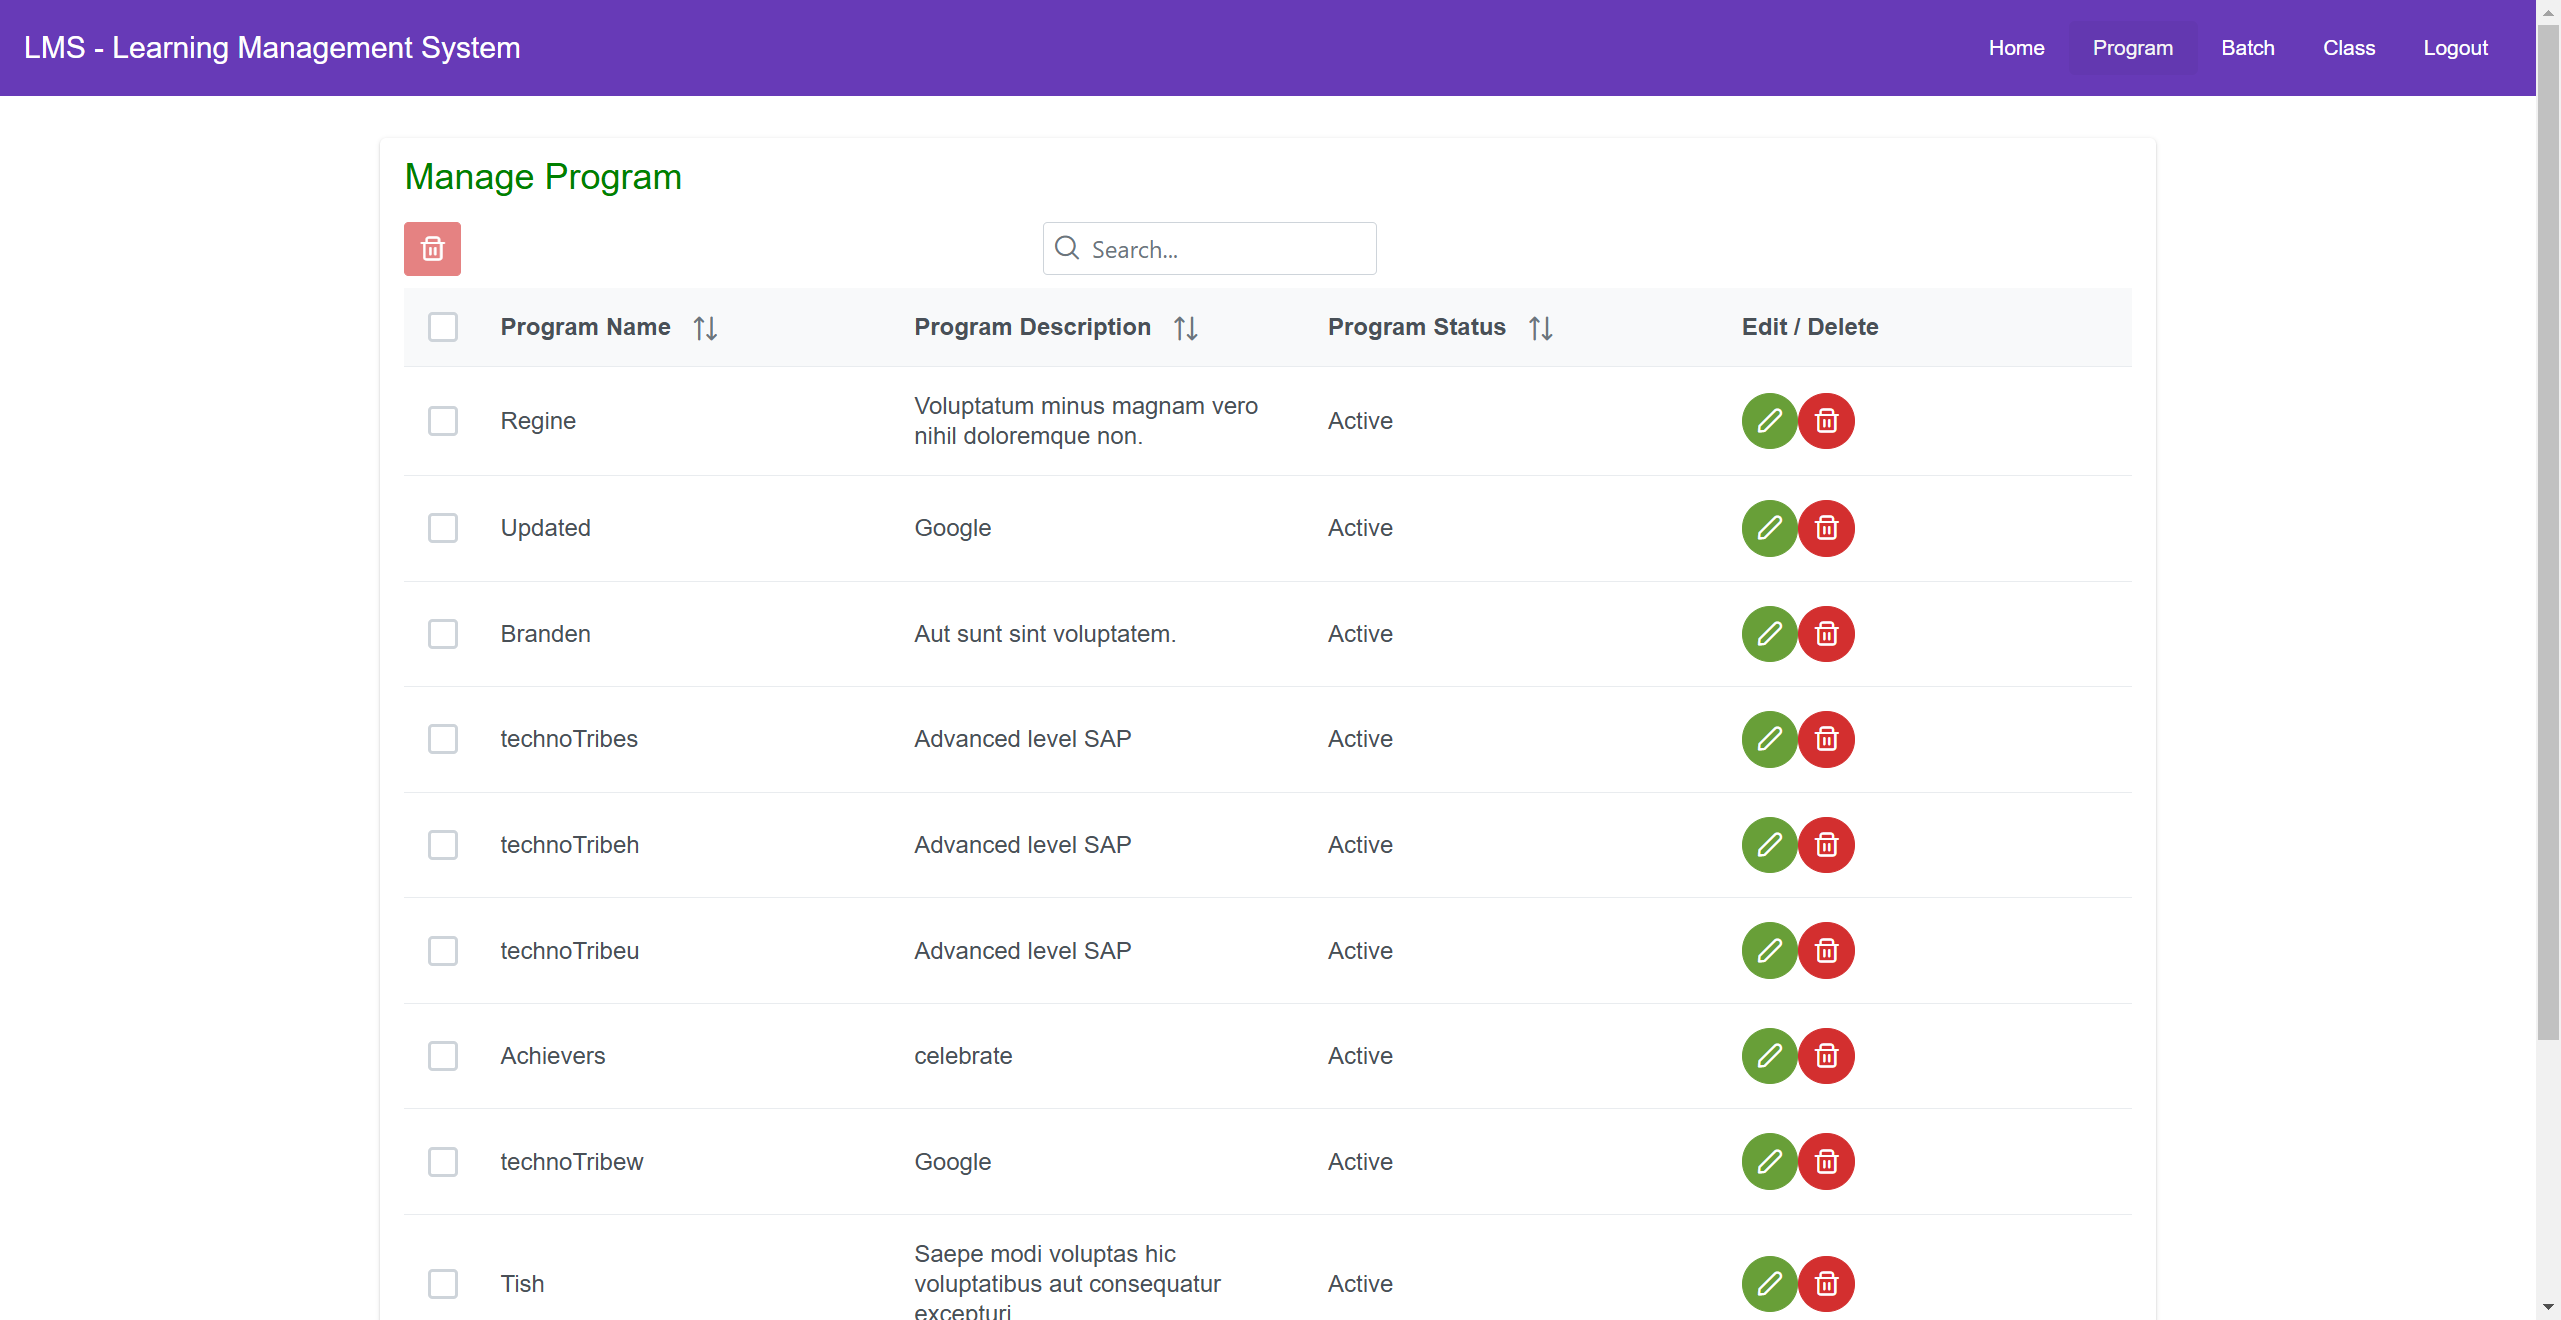 LMS - Learning Management System
Home Program Batch Class Logout
Manage Program
Search...
Program Name Program Description Program Status Edit / Delete
Regine Voluptatum minus magnam vero Active
nihil doloremque non.
Updated Google Active
Branden Aut sunt sint voluptatem. Active
technoTribes Advanced level SAP Active
technoTribeh Advanced level SAP Active
technoTribeu Advanced level SAP Active
Achievers celebrate Active
technoTribew Google Active
Saepe modi voluptas hic
Tish voluptatibus aut consequatur Active
excepturi